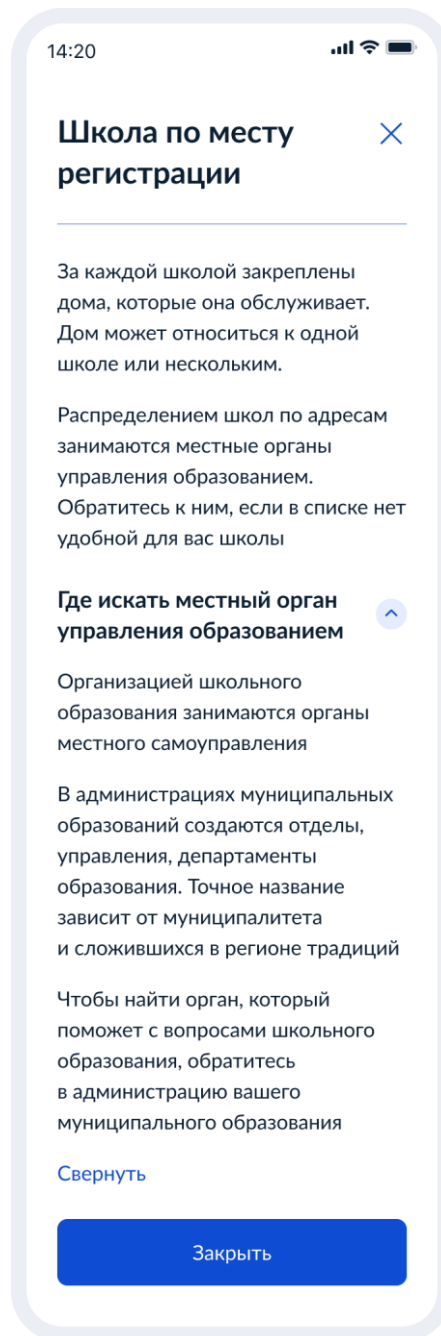 14:20
Школа по месту
регистрации
За каждой школой закреплены
дома, которые она обслуживает.
Дом может относиться к одной
школе или нескольким.
Распределением школ по адресам
занимаются местные органы
управления образованием.
Обратитесь к ним, если в списке нет
удобной для вас школы
Где искать местный орган
управления образованием
Организацией школьного
образования занимаются органы
местного самоуправления
В администрациях муниципальных
образований создаются отделы,
управления, департаменты
образования. Точное название
зависит от муниципалитета
и сложившихся в регионе традиций
Чтобы найти орган, который
поможет с вопросами школьного
образования, обратитесь
в администрацию вашего
муниципального образования
Свернуть
Закрыть